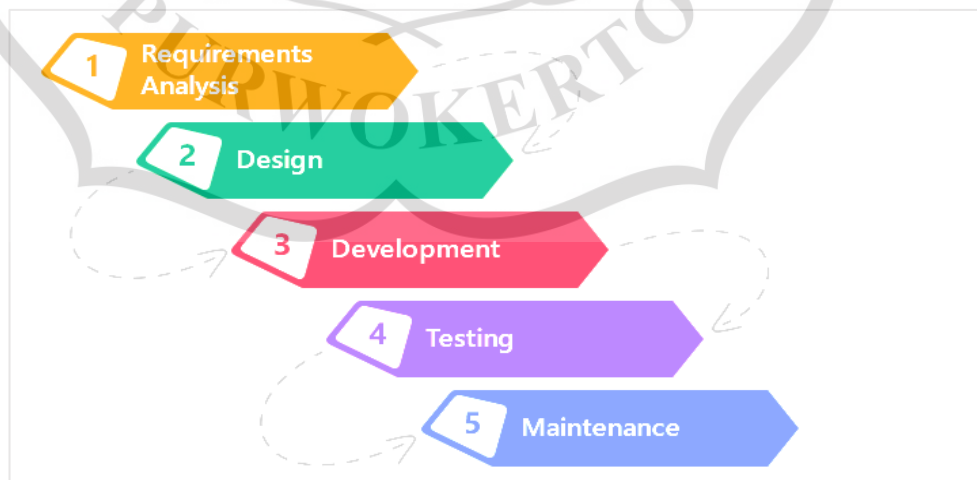 PURWOKERTO
1
Requirements
Analysis
2
Design
3
Development
4
Testing
5
Maintenance